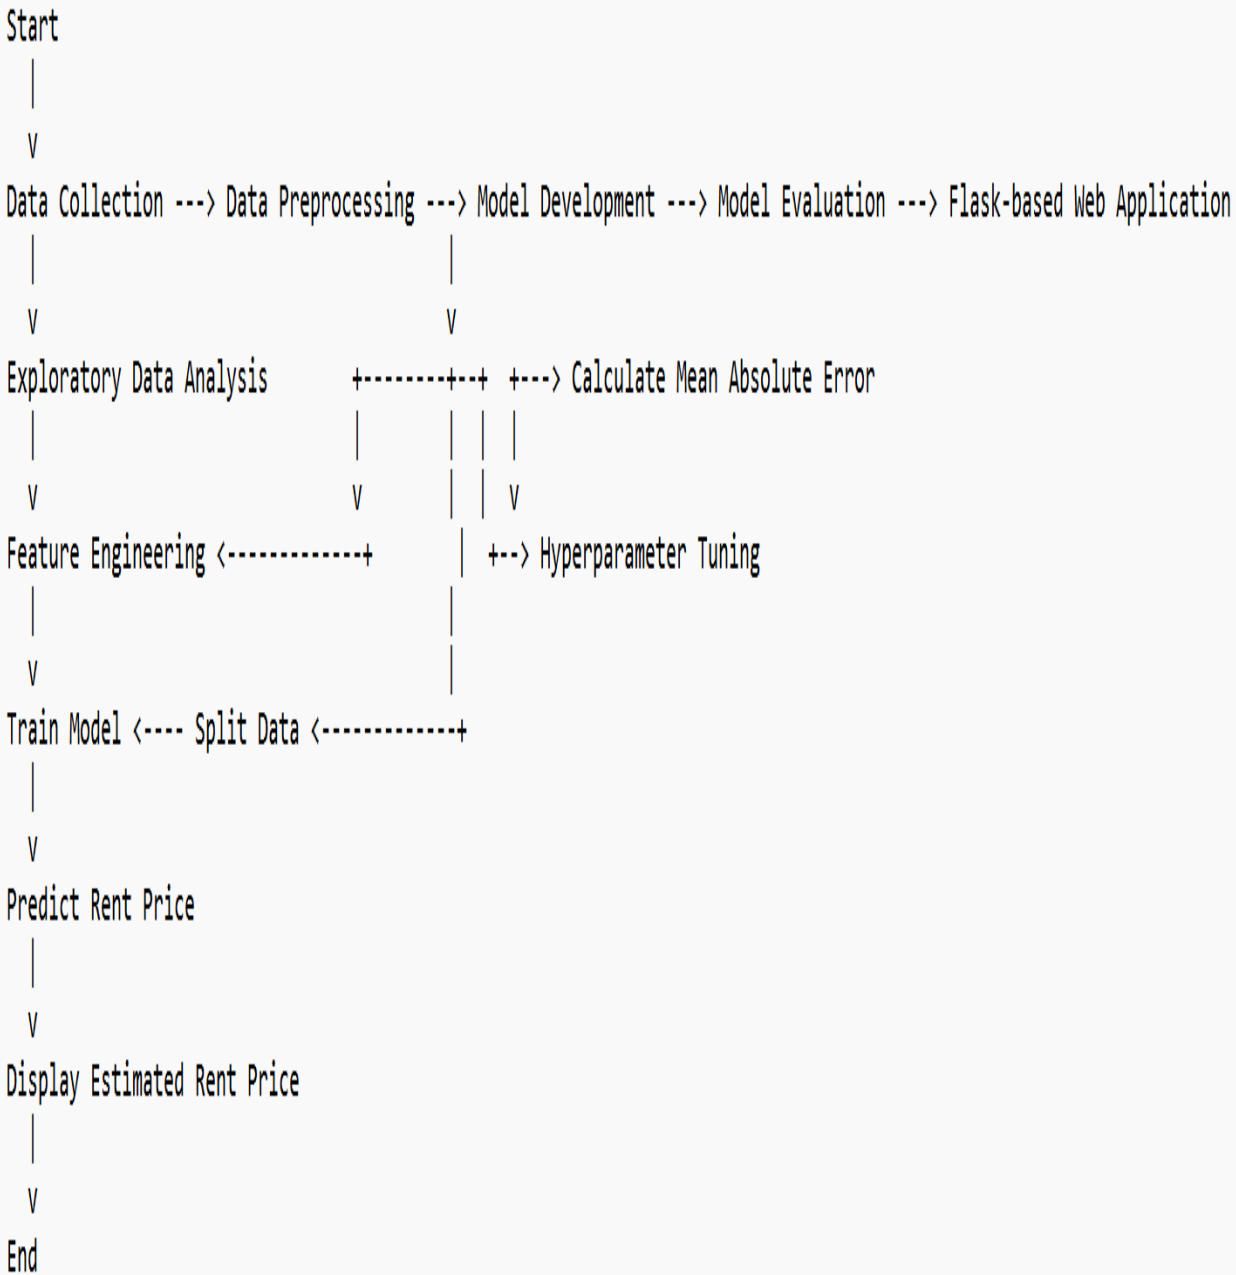 Start
|
v
Data Collection ---> Data Preprocessing ---> Model Development ---> Model Evaluation ---> Flask-based Web Application
|                                       |
v                                       v
Exploratory Data Analysis        +--------+--+  +---> Calculate Mean Absolute Error
|                              |        |  |  |
v                              v        |  |  v
Feature Engineering <-------------+        |  +--> Hyperparameter Tuning
|                                       |
v                                       |
Train Model <---- Split Data <-------------+
|
v
Predict Rent Price
|
v
Display Estimated Rent Price
|
v
End